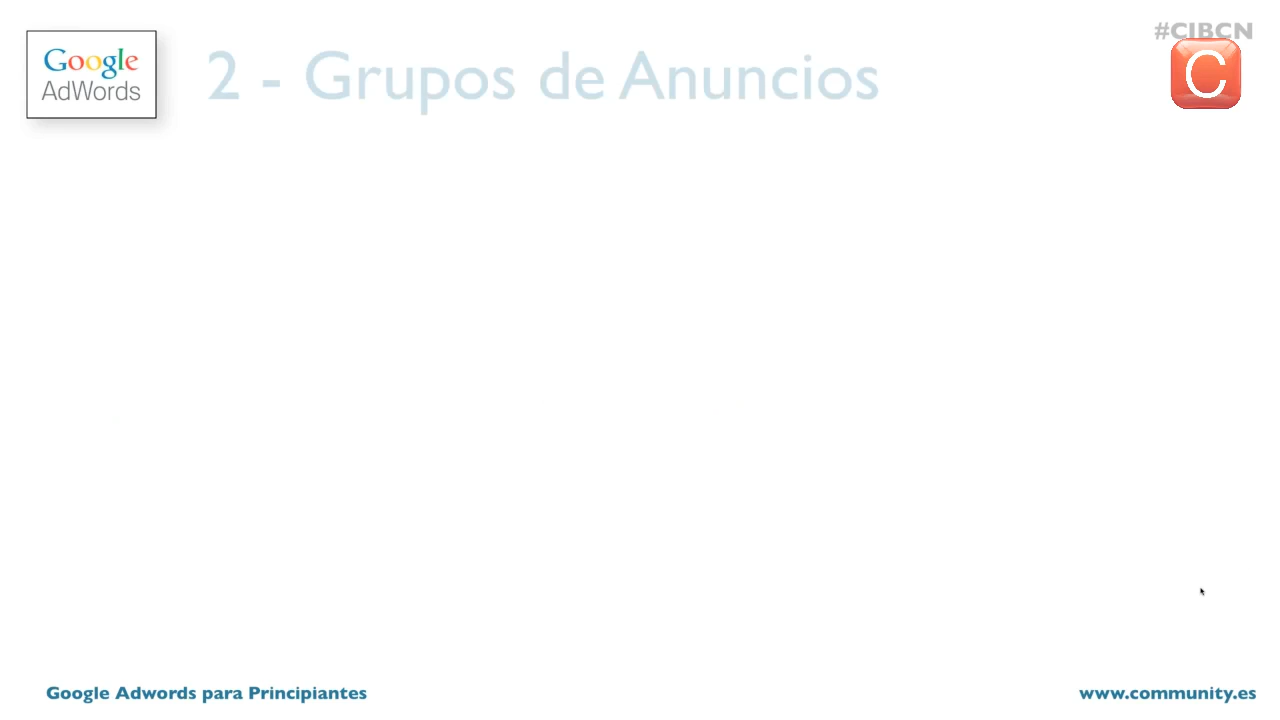 #CIBCN
Google
AdWords
2 - Grupos de Anuncios
C
Google Adwords para Principiantes
www.community.es